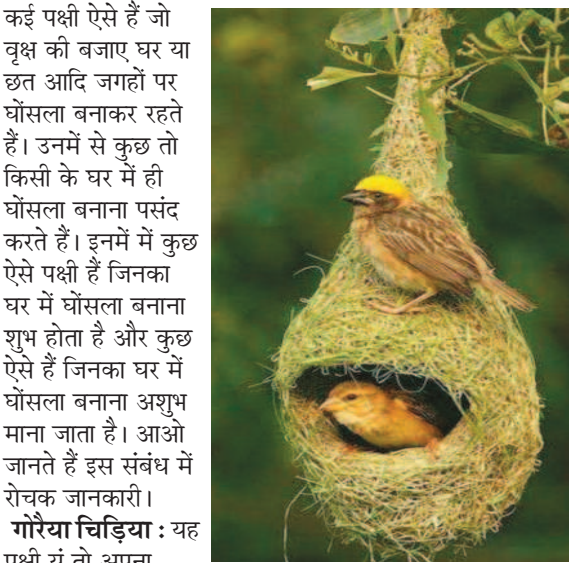 कई पक्षी ऐसे हैं जो
वृक्ष की बजाए घर या
छत आदि जगहों पर
घोंसला बनाकर रहते
हैं। उनमें से कुछ तो
किसी के घर में ही
घोंसला बनाना पसंद
करते हैं। इनमें में कुछ
ऐसे पक्षी हैं जिनका
घर में घोंसला बनाना
शुभ होता है और कुछ
ऐसे हैं जिनका घर में
घोंसला बनाना अशुभ
माना जाता है। आओ
जानते हैं इस संबंध में
रोचक जानकारी।
गोरैया चिड़िया : यह
पक्षी यूं तो अपना